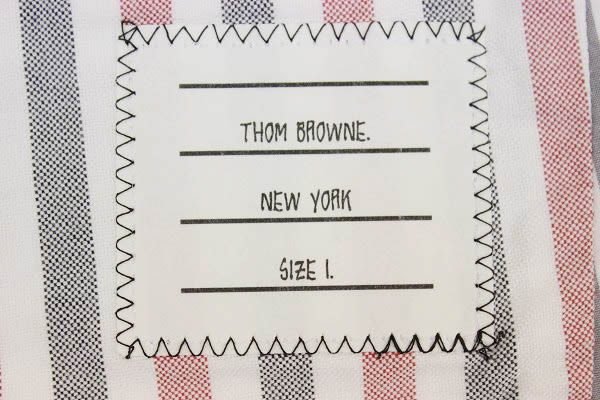 THOM BROWNE.
NEW YORK
SIZE 1.